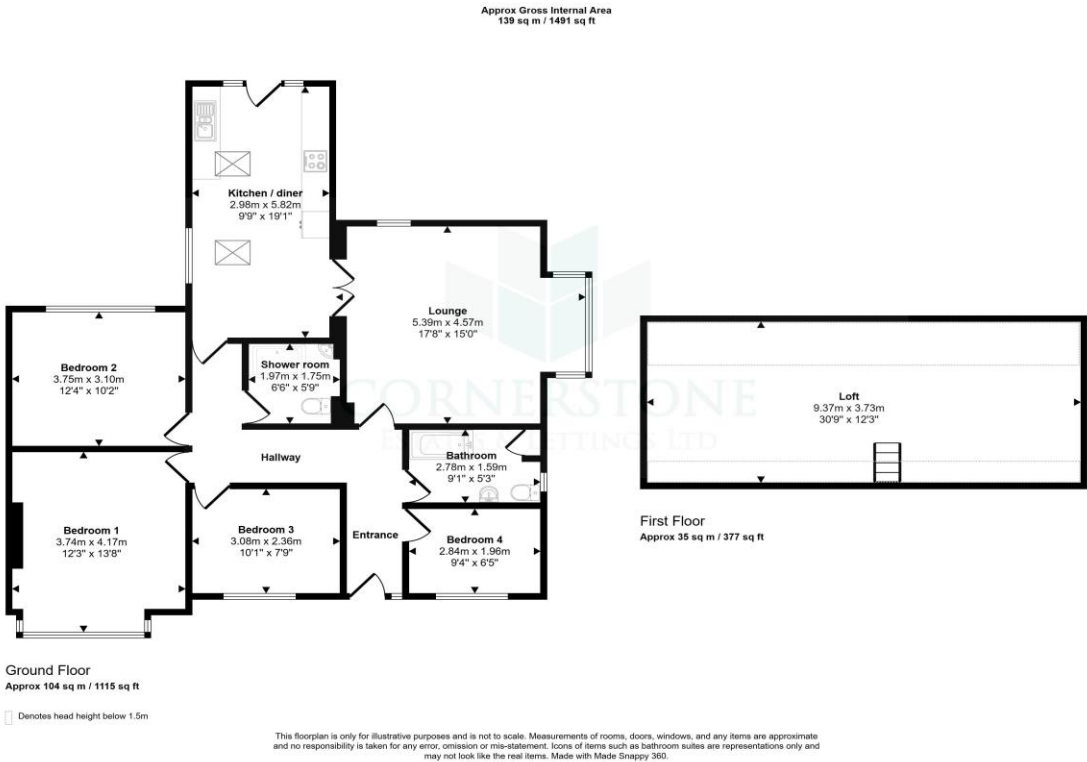 Approx Gross Internal Area
139 sq m / 1491 sq ft
Kitchen / diner
2.98m x 5.82m
9'9" x 19'1"
Lounge
5.39m x 4.57m
17'8" x 15'0"
Bedroom 2
3.75m x 3.10m
12'4" x 10'2"
Shower room
1.97m x 1.75m
6'6" x 5'9"
Loft
9.37m x 3.73m
30'9" x 12'3"
CORNERSTONE
ESTATES & LETTINGS LTD
Hallway
Bathroom
2.78m x 1.59m
9'1" x 5'3"
Bedroom 1
3.74m x 4.17m
12'3" x 13'8"
Bedroom 3
3.08m x 2.36m
10'1" x 7'9"
Entrance
Bedroom 4
2.84m x 1.96m
9'4" x 6'5"
First Floor
Approx 35 sq m / 377 sq ft
Ground Floor
Approx 104 sq m / 1115 sq ft
Denotes head height below 1.5m
This floorplan is only for illustrative purposes and is not to scale. Measurements of rooms, doors, windows, and any items are approximate
and no responsibility is taken for any error, omission or mis-statement. Icons of items such as bathroom suites are representations only and
may not look like the real items. Made with Made Snappy 360.